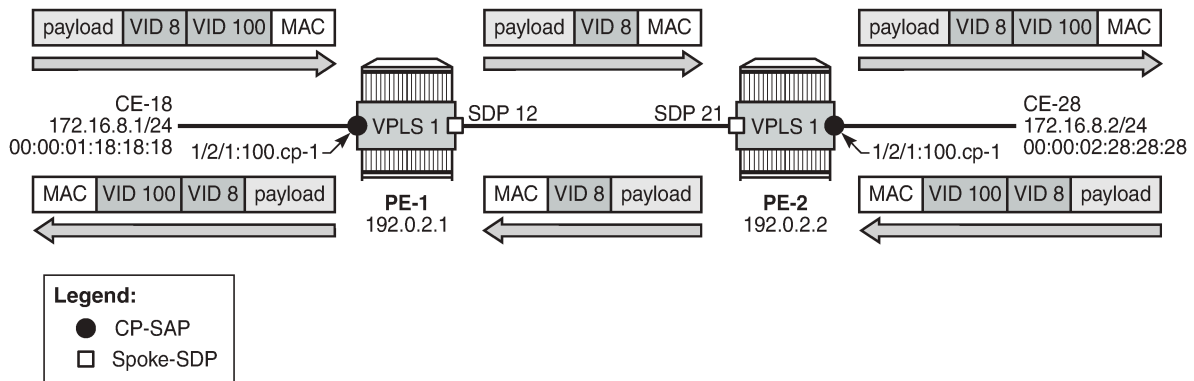 payload VID 8 VID 100 MAC
payload VID 8 MAC
payload VID 8 VID 100 MAC
CE-18
172.16.8.1/24
00:00:01:18:18:18
1/2/1:100.cp-1
VPLS 1
SDP 12
SDP 21
VPLS 1
1/2/1:100.cp-1
CE-28
172.16.8.2/24
00:00:02:28:28:28
MAC VID 100 VID 8 payload
PE-1
192.0.2.1
MAC VID 8 payload
PE-2
192.0.2.2
MAC VID 100 VID 8 payload
Legend:
CP-SAP
Spoke-SDP